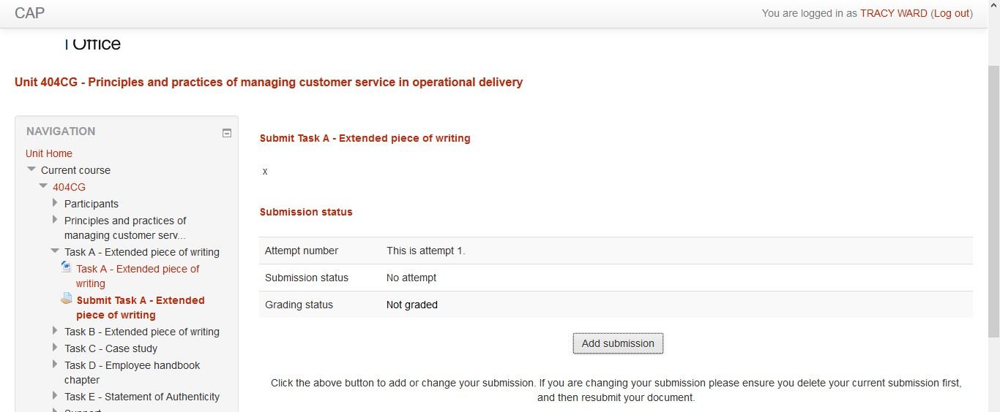 CAP
You are logged in as TRACY WARD (Log out)
Office
Unit 404CG - Principles and practices of managing customer service in operational delivery
NAVIGATION
Unit Home
Current course
404CG
Participants
Principles and practices of
managing customer serv...
Task A - Extended piece of writing
Task A - Extended piece of
writing
Submit Task A - Extended
piece of writing
Task B - Extended piece of writing
Task C - Case study
Task D - Employee handbook
chapter
Task E - Statement of Authenticity
Submit Task A - Extended piece of writing
x
Submission status
Attempt number This is attempt 1.
Submission status No attempt
Grading status Not graded
Add submission
Click the above button to add or change your submission. If you are changing your submission please ensure you delete your current submission first,
and then resubmit your document.